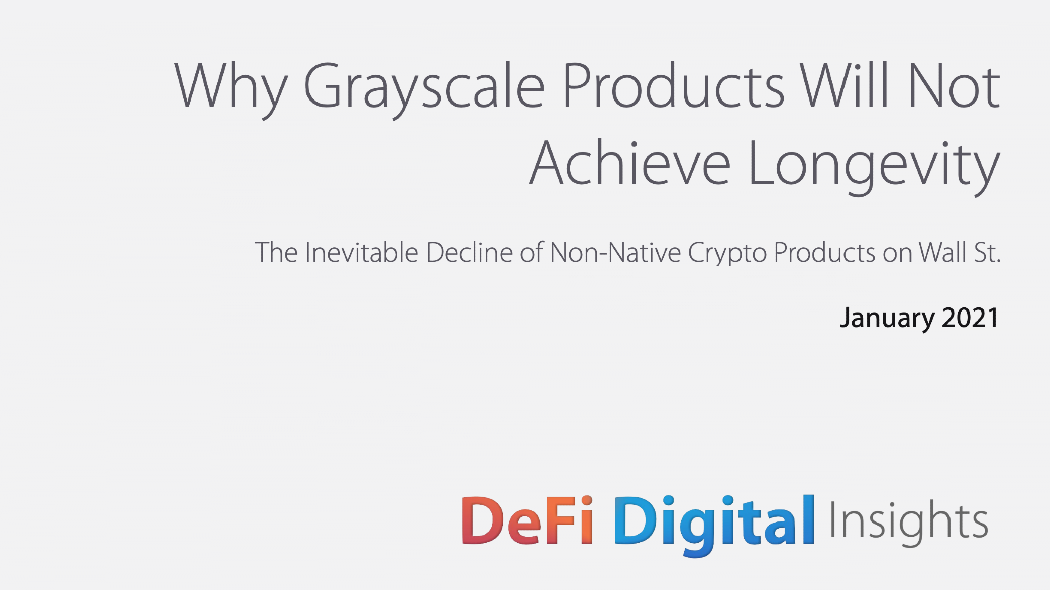 Why Grayscale Products Will Not
Achieve Longevity
The Inevitable Decline of Non-Native Crypto Products on Wall St.
January 2021
DeFi Digital Insights